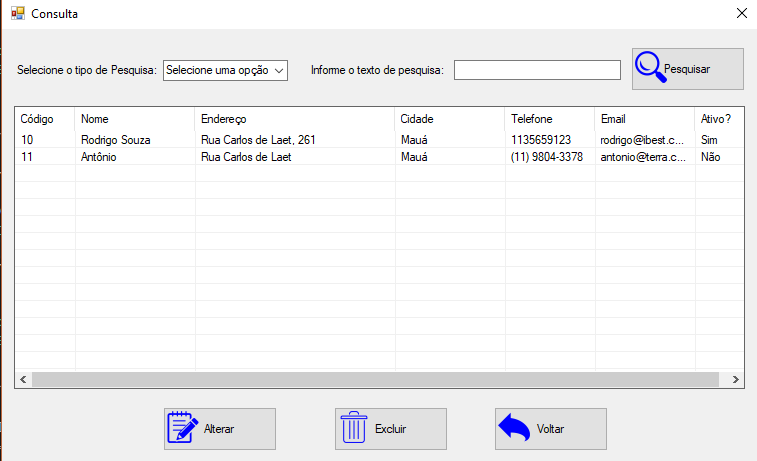 Consulta
Selecione o tipo de Pesquisa: Selecione uma opção Informe o texto de pesquisa: Pesquisar
Código Nome Endereço Cidade Telefone Email Ativo?
10 Rodrigo Souza Rua Carlos de Laet, 261 Mauá 1135659123 rodrigo@ibest.c... Sim
11 Antônio Rua Carlos de Laet Mauá (11) 9804-3378 antonio@terra.c... Não
Alterar Excluir Voltar